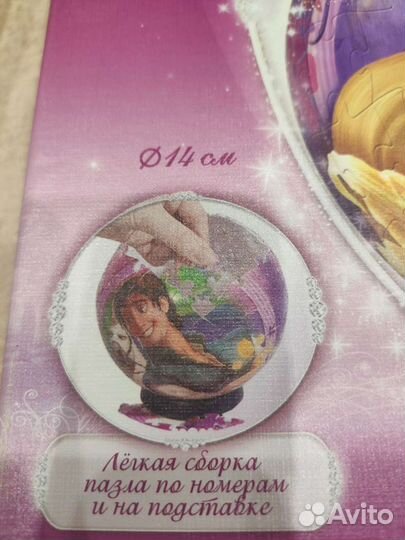 Ø14 см
Лёгкая сборка
пазла по номерам
и на подставке
Avito